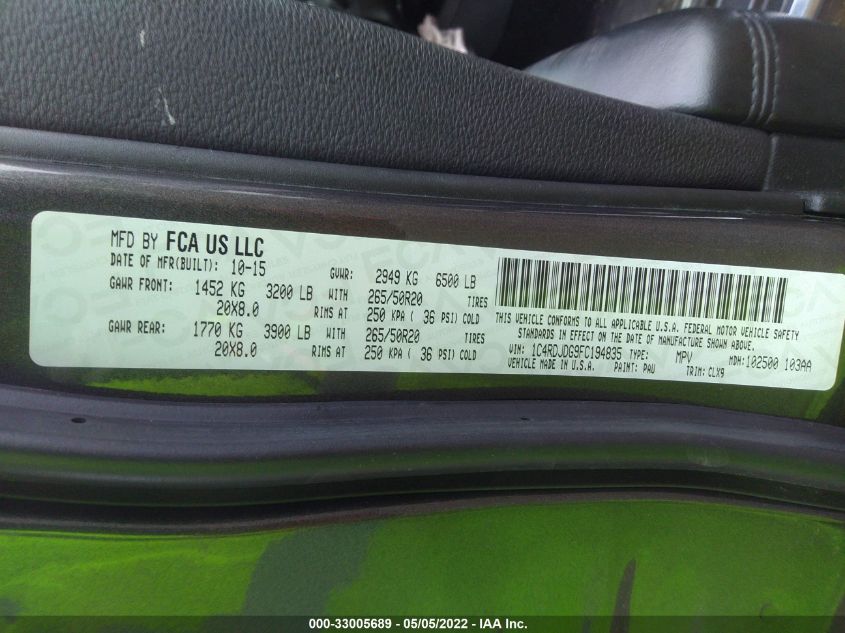 MFD BY FCA US LLC
DATE OF MFR(BUILT): 10-15 GVWR: 2949 KG 6500 LB
GAWR FRONT: 1452 KG 3200 LB WITH 265/50R20 TIRES
20X8.0 RIMS AT 250 KPA ( 36 PSI) COLD
GAWR REAR: 1770 KG 3900 LB WITH 265/50R20 TIRES
20X8.0 RIMS AT 250 KPA ( 36 PSI) COLD
THIS VEHICLE CONFORMS TO ALL APPLICABLE U.S.A. FEDERAL MOTOR VEHICLE SAFETY
STANDARDS IN EFFECT ON THE DATE OF MANUFACTURE SHOWN ABOVE
VIN: 1C4RDJDG9FC194835 TYPE: MPV MDH: 102500 103AA
VEHICLE MADE IN U.S.A. PAINT: PAU TRIM: CLX9
000-33005689 - 05/05/2022 - IAA Inc.